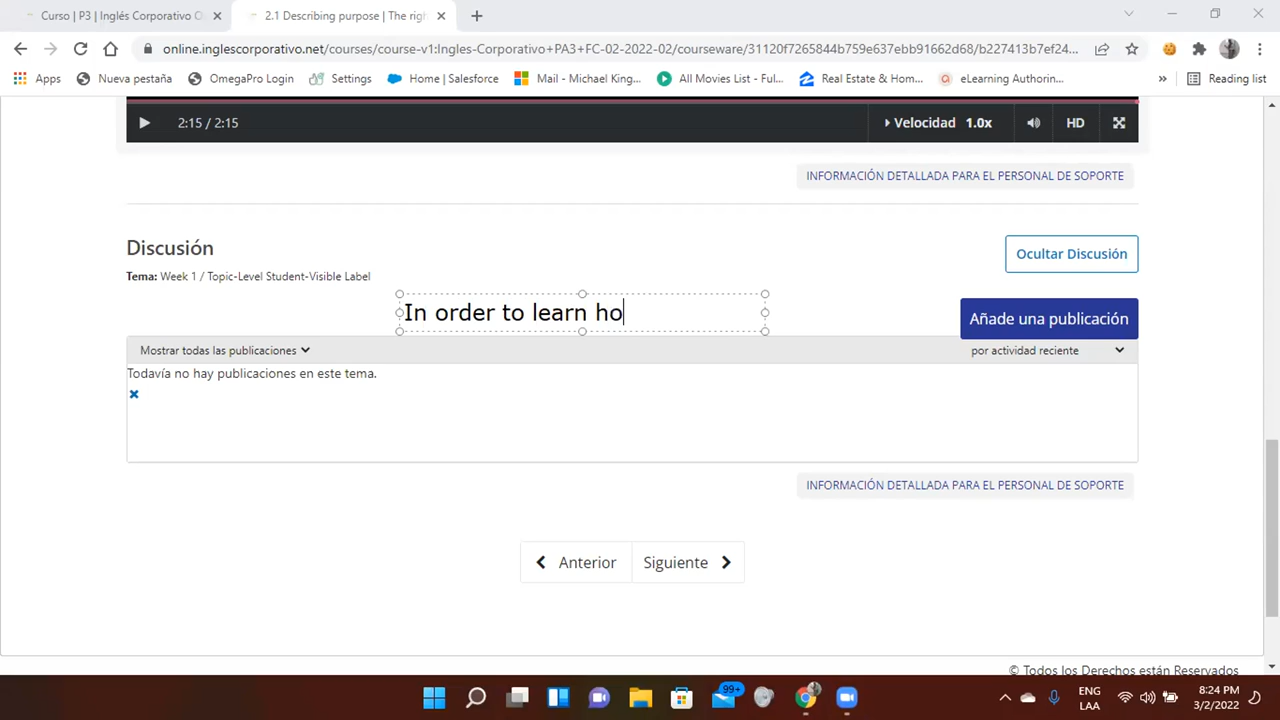 Curso | P3 | Inglés Corporativo O
2.1 Describing purpose | The rig
online.inglescorporativo.net/courses/course-v1:Ingles-Corporativo+PA3+FC-02-2022-02/courseware/31120f7265844b759e637ebb91662d68/b227413b7ef24...
Apps
Nueva pestaña
OmegaPro Login
Settings
Home | Salesforce
Mail - Michael King...
All Movies List - Ful...
Real Estate & Hom...
eLearning Authorin...
»
Reading list
2:15 / 2:15
Velocidad 1.0x
HD
INFORMACIÓN DETALLADA PARA EL PERSONAL DE SOPORTE
Discusión
Ocultar Discusión
Tema: Week 1 / Topic-Level Student-Visible Label
In order to learn ho
Añade una publicación
Mostrar todas las publicaciones
por actividad reciente
Todavía no hay publicaciones en este tema.
INFORMACIÓN DETALLADA PARA EL PERSONAL DE SOPORTE
Anterior
Siguiente
© Todos los Derechos están Reservados
99+
ENG
LAA
8:24 PM
3/2/2022